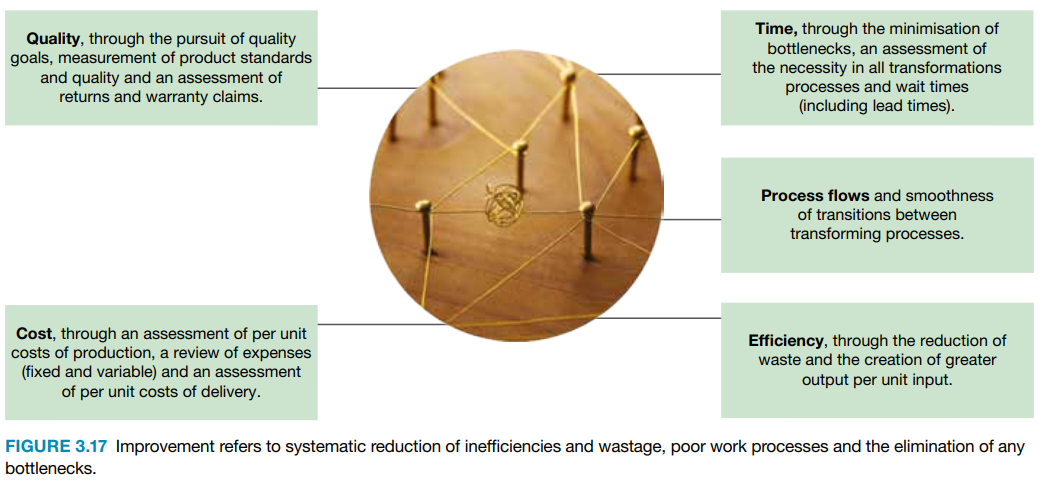 Quality, through the pursuit of quality
goals, measurement of product standards
and quality and an assessment of
returns and warranty claims.
Time, through the minimisation of
bottlenecks, an assessment of
the necessity in all transformations
processes and wait times
(including lead times).
Process flows and smoothness
of transitions between
transforming processes.
Cost, through an assessment of per unit
costs of production, a review of expenses
(fixed and variable) and an assessment
of per unit costs of delivery.
Efficiency, through the reduction of
waste and the creation of greater
output per unit input.
FIGURE 3.17 Improvement refers to systematic reduction of inefficiencies and wastage, poor work processes and the elimination of any
bottlenecks.